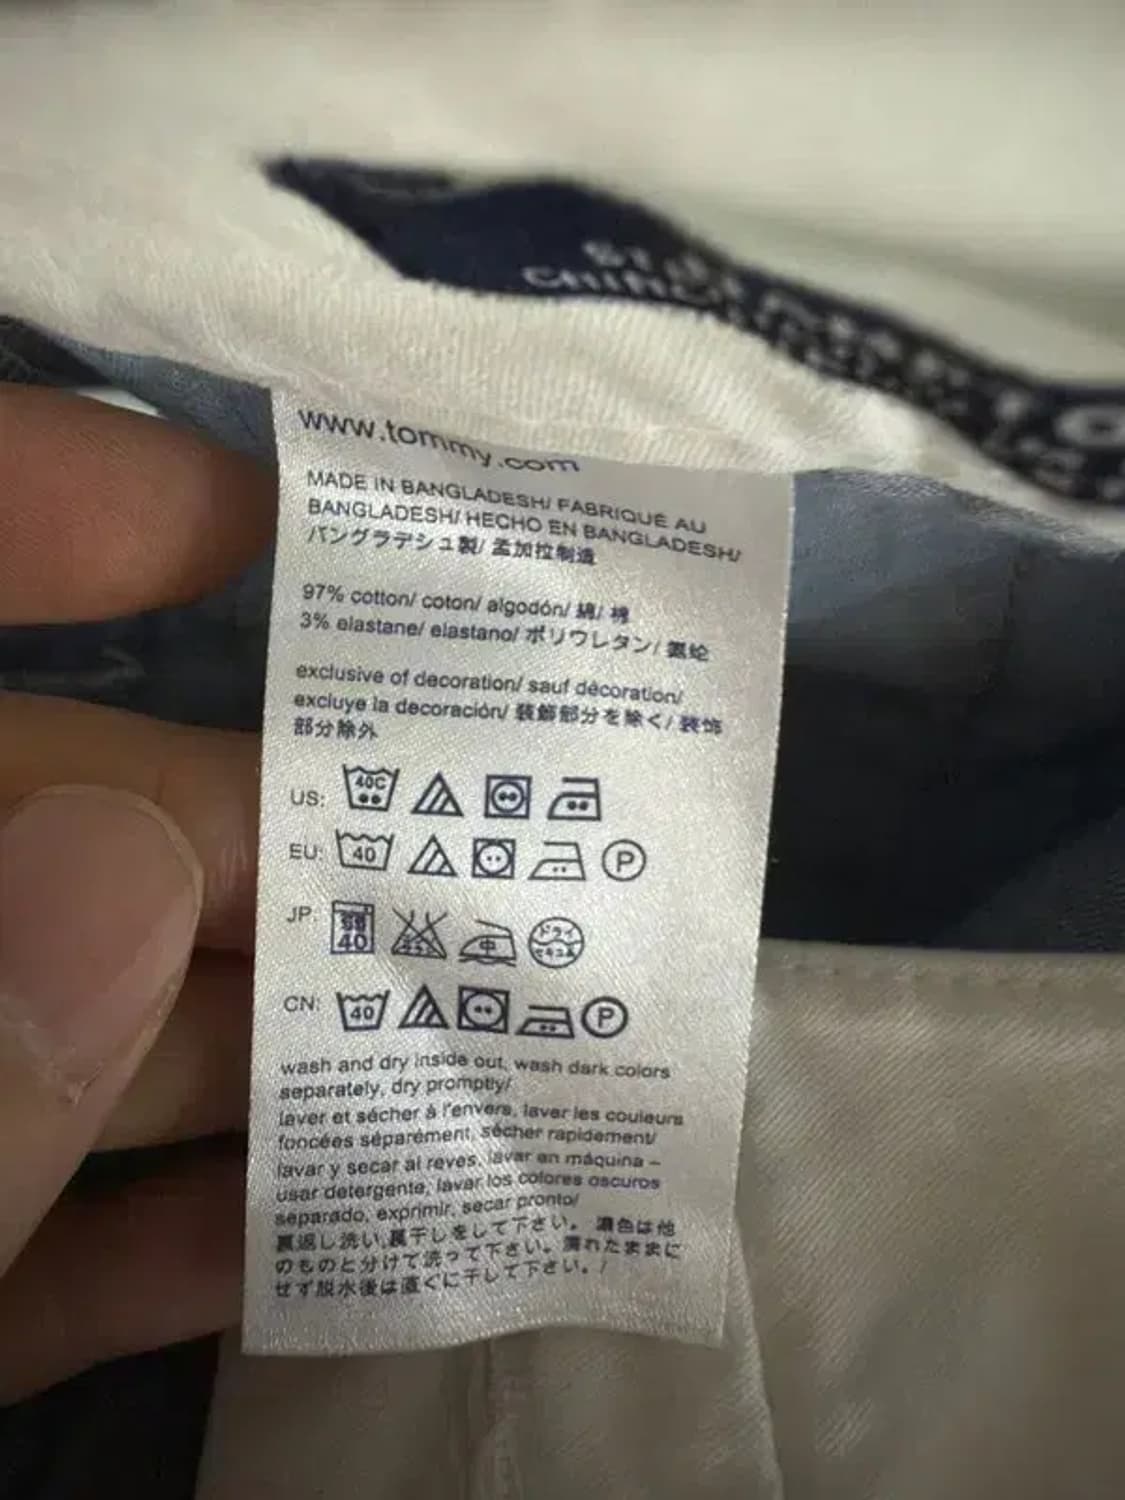 www.tommy.com
MADE IN BANGLADESH/ FABRIQUÉ AU
BANGLADESH/ HECHO EN BANGLADESH/
バングラデシュ製/ 孟加拉制造
97% cotton/ coton/ algodón/ 綿/ 棉
3% elastane/ elastano/ ポリウレタン/ 氨纶
exclusive of decoration/ sauf décoration/
excluye la decoración/ 装飾部分を除く/ 装饰
部分除外
US: 40C
EU: 40 P
JP: 40 中 ドライ
CN: 40 P
wash and dry inside out, wash dark colors
separately, dry promptly/
laver et sécher à l'envers, laver les couleurs
foncées séparément, sécher rapidement/
lavar y secar al reves, lavar en máquina –
usar detergente, lavar los colores oscuros
separado, exprimir, secar pronto/
裏返し洗い,裏干しをして下さい。濃色は他
のものと分けて洗って下さい。濡れたままに
せず脱水後は直ぐに干して下さい。/